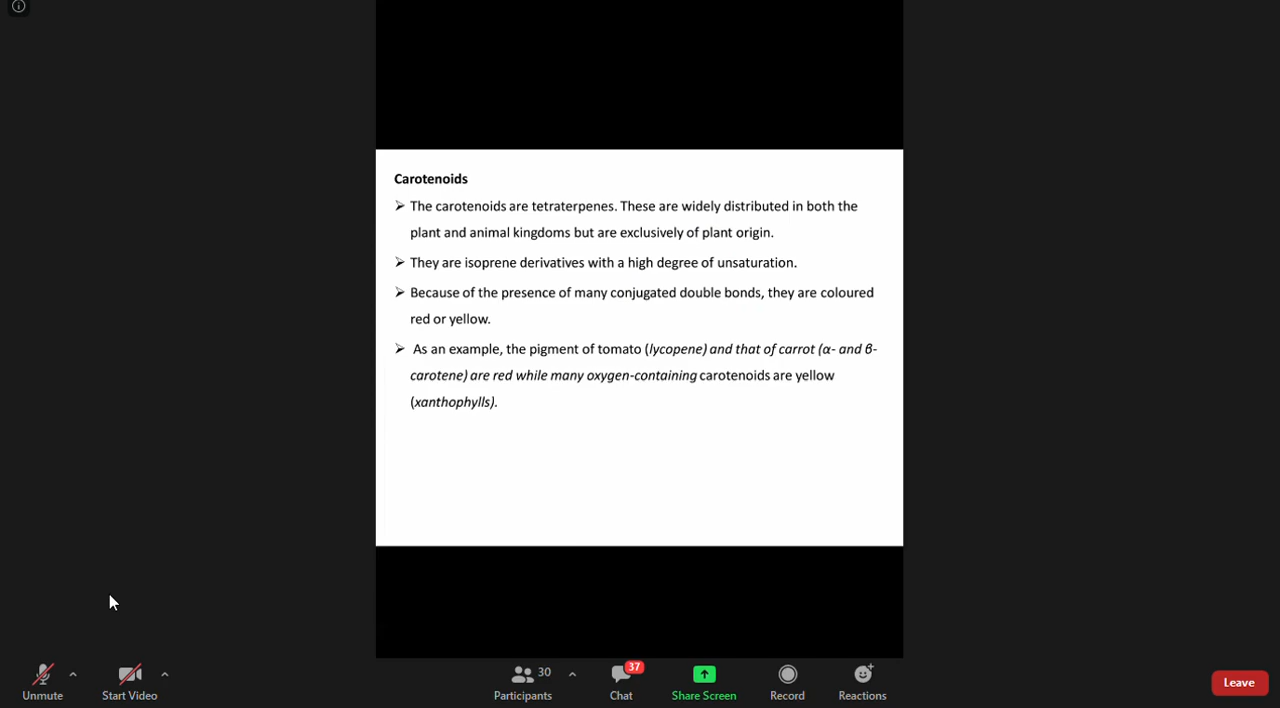 Carotenoids
➢ The carotenoids are tetraterpenes. These are widely distributed in both the
plant and animal kingdoms but are exclusively of plant origin.
➢ They are isoprene derivatives with a high degree of unsaturation.
➢ Because of the presence of many conjugated double bonds, they are coloured
red or yellow.
➢ As an example, the pigment of tomato (lycopene) and that of carrot (α- and β-
carotene) are red while many oxygen-containing carotenoids are yellow
(xanthophylls).
30
37
Unmute
Start Video
Participants
Chat
Share Screen
Record
Reactions
Leave